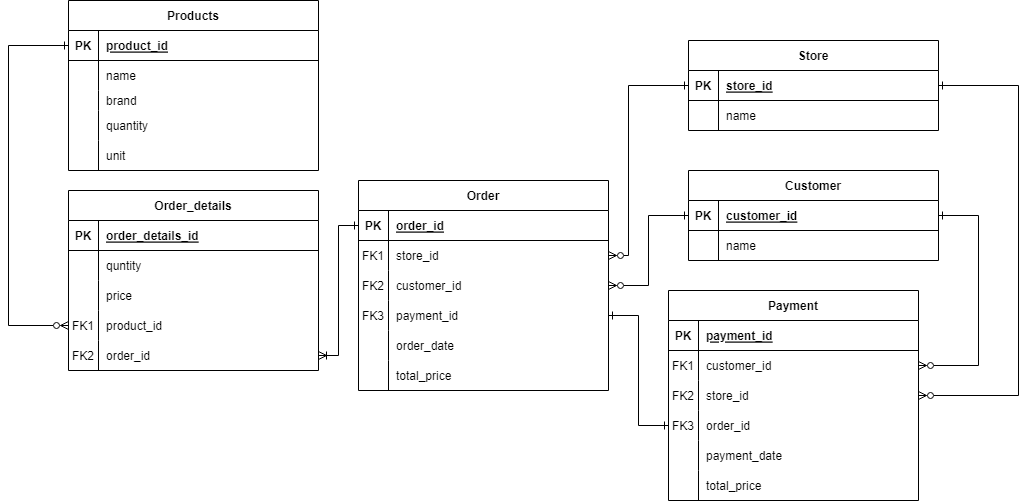 Products
PK product_id
name
brand
quantity
unit
Order_details
PK order_details_id
quntity
price
FK1 product_id
FK2 order_id
Order
PK order_id
FK1 store_id
FK2 customer_id
FK3 payment_id
order_date
total_price
Store
PK store_id
name
Customer
PK customer_id
name
Payment
PK payment_id
FK1 customer_id
FK2 store_id
FK3 order_id
payment_date
total_price